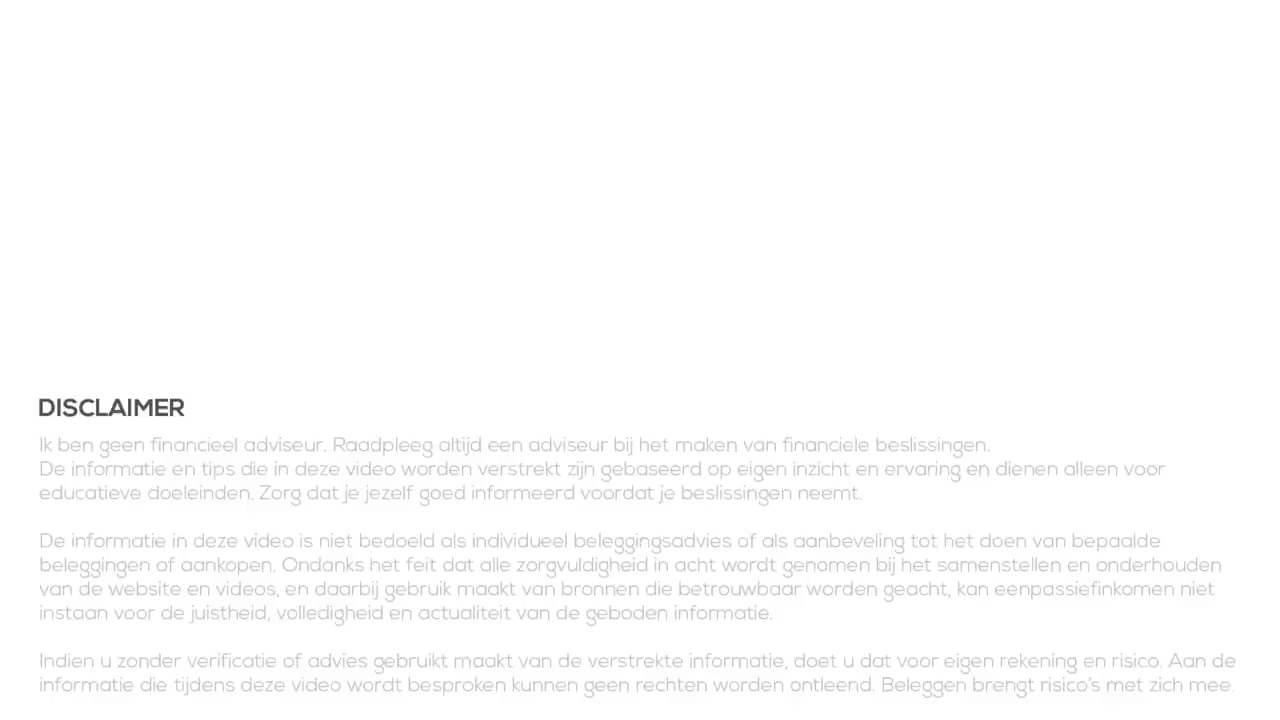 DISCLAIMER
Ik ben geen financieel adviseur. Raadpleeg altijd een adviseur bij het maken van financiele beslissingen.
De informatie en tips die in deze video worden verstrekt zijn gebaseerd op eigen inzicht en ervaring en dienen alleen voor
educatieve doeleinden. Zorg dat je jezelf goed informeerd voordat je beslissingen neemt.
De informatie in deze video is niet bedoeld als individueel beleggingsadvies of als aanbeveling tot het doen van bepaalde
beleggingen of aankopen. Ondanks het feit dat alle zorgvuldigheid in acht wordt genomen bij het samenstellen en onderhouden
van de website en videos, en daarbij gebruik maakt van bronnen die betrouwbaar worden geacht, kan eenpassiefinkomen niet
instaan voor de juistheid, volledigheid en actualiteit van de geboden informatie.
Indien u zonder verificatie of advies gebruikt maakt van de verstrekte informatie, doet u dat voor eigen rekening en risico. Aan de
informatie die tijdens deze video wordt besproken kunnen geen rechten worden ontleend. Beleggen brengt risico's met zich mee.